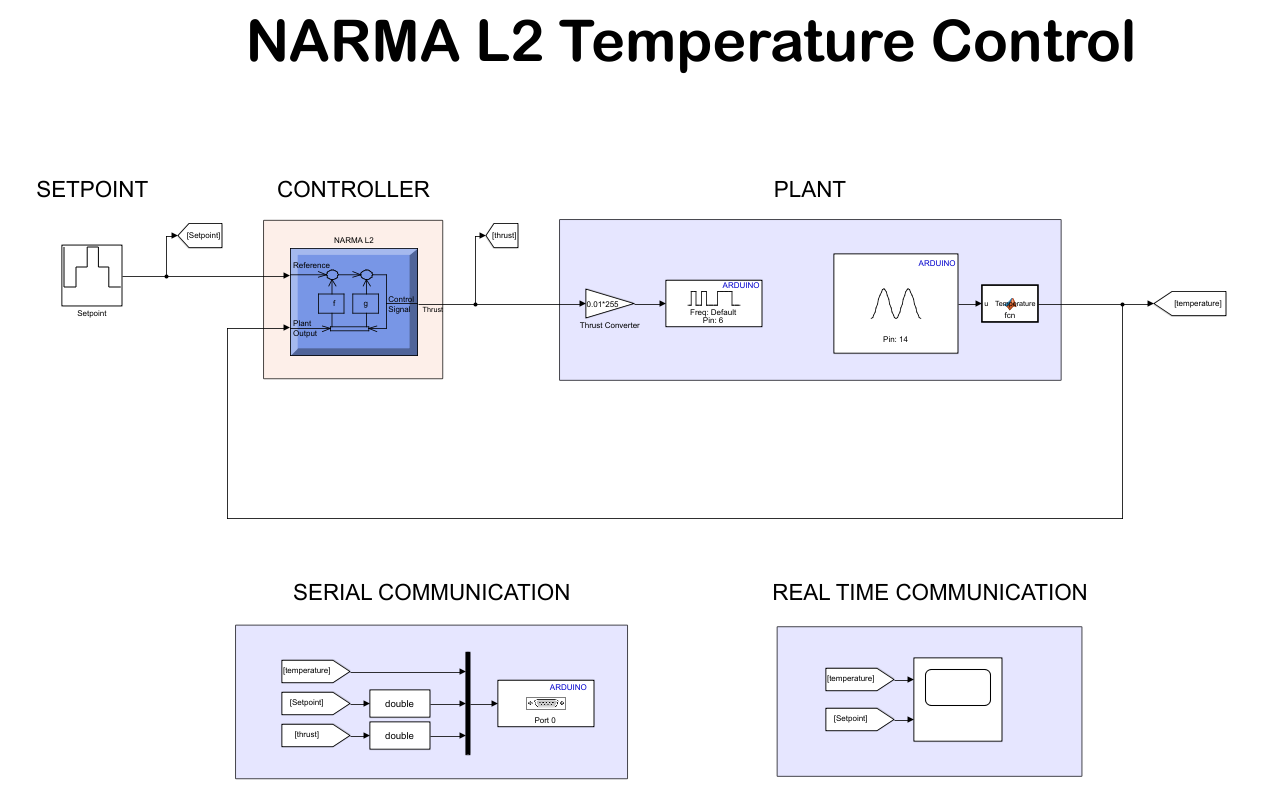 NARMA L2 Temperature Control
SETPOINT
CONTROLLER
PLANT
[Setpoint]
Setpoint
NARMA L2
Reference
f
g
Control
Signal
Plant
Output
Thrust
[thrust]
0.01*255
Thrust Converter
ARDUINO
Freq: Default
Pin: 6
ARDUINO
Pin: 14
u
Temperature
fcn
[temperature]
SERIAL COMMUNICATION
[temperature]
[Setpoint]
double
[thrust]
double
ARDUINO
Port 0
REAL TIME COMMUNICATION
[temperature]
[Setpoint]